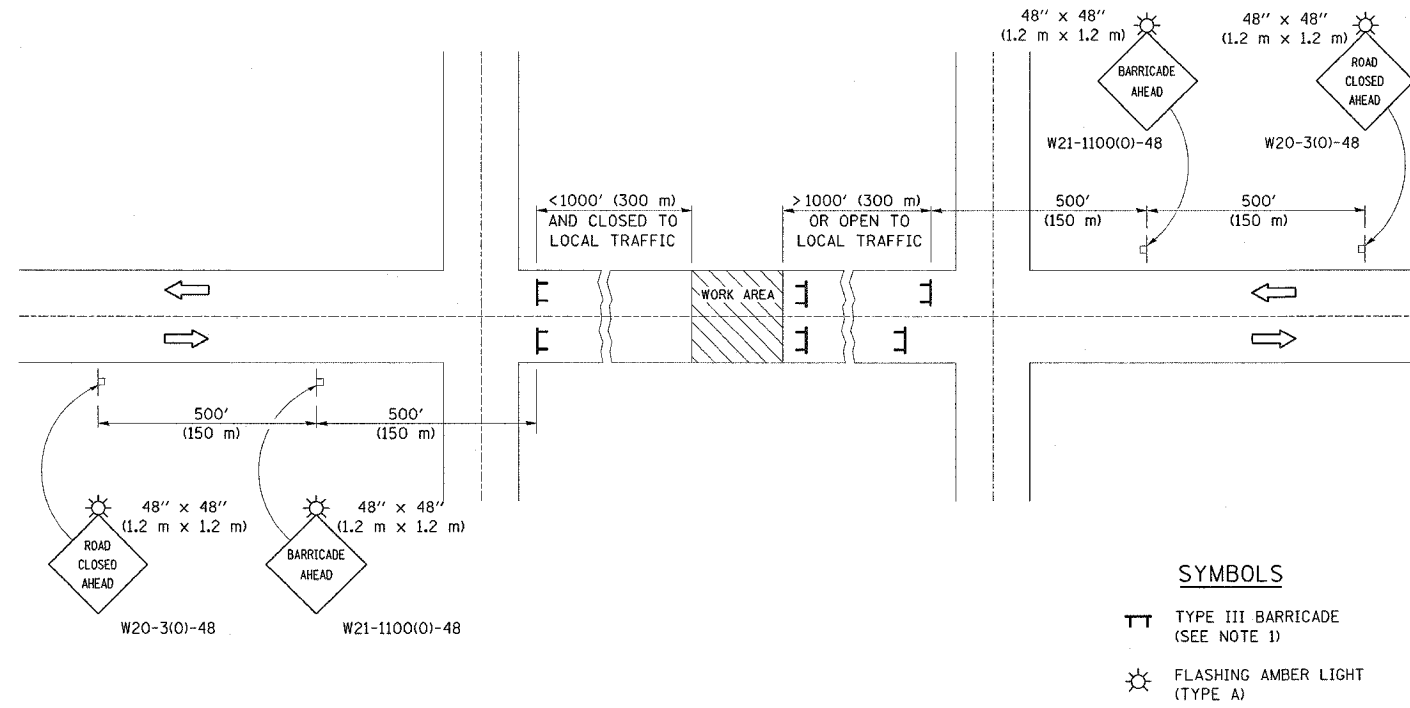 48" x 48"
(1.2 m x 1.2 m)
48" x 48"
(1.2 m x 1.2 m)
BARRICADE
AHEAD
ROAD
CLOSED
AHEAD
W21-1100(O)-48
W20-3(O)-48
<1000' (300 m)
AND CLOSED TO
LOCAL TRAFFIC
>1000' (300 m)
OR OPEN TO
LOCAL TRAFFIC
500'
(150 m)
500'
(150 m)
WORK AREA
500'
(150 m)
500'
(150 m)
48" x 48"
(1.2 m x 1.2 m)
48" x 48"
(1.2 m x 1.2 m)
ROAD
CLOSED
AHEAD
BARRICADE
AHEAD
W20-3(O)-48
W21-1100(O)-48
SYMBOLS
TYPE III BARRICADE
(SEE NOTE 1)
FLASHING AMBER LIGHT
(TYPE A)